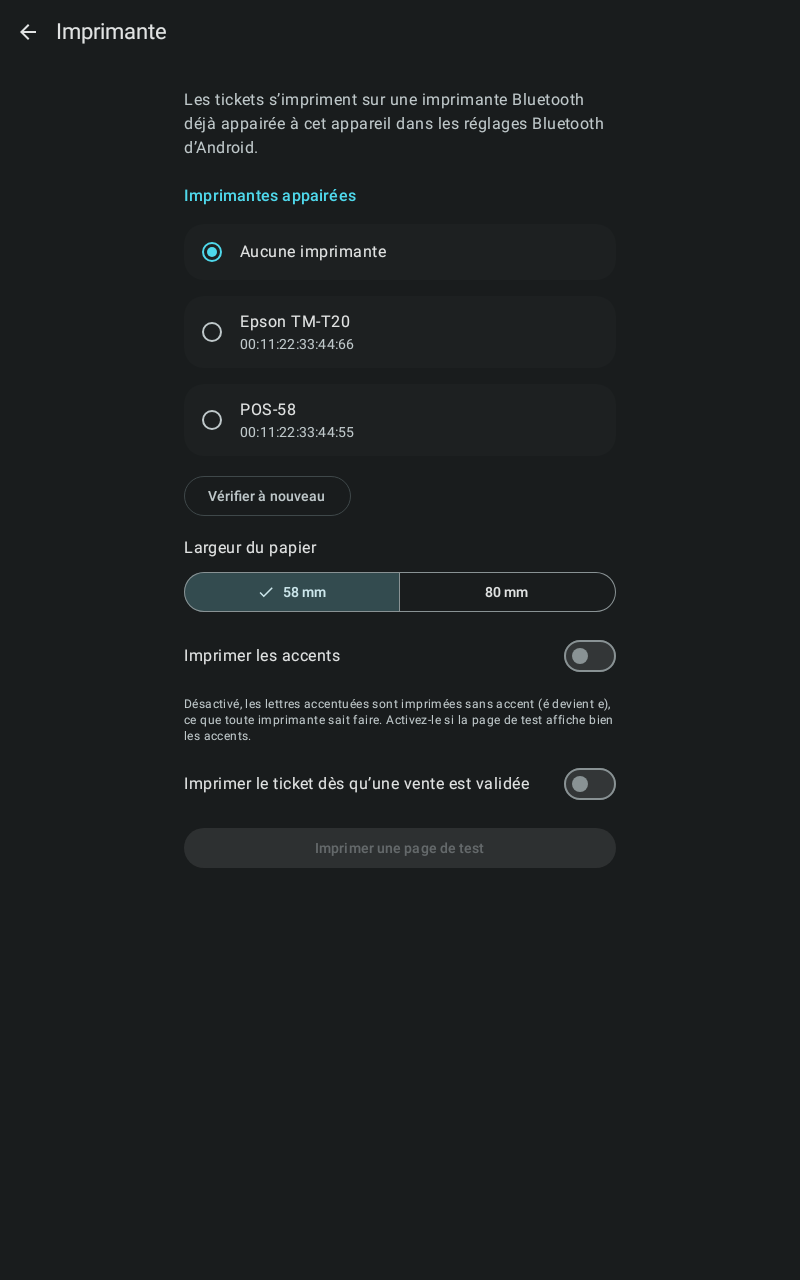 Imprimante
Les tickets s’impriment sur une imprimante Bluetooth
déjà appairée à cet appareil dans les réglages Bluetooth
d’Android.
Imprimantes appairées
Aucune imprimante
Epson TM-T20
00:11:22:33:44:66
POS-58
00:11:22:33:44:55
Vérifier à nouveau
Largeur du papier
58 mm
80 mm
Imprimer les accents
Désactivé, les lettres accentuées sont imprimées sans accent (é devient e),
ce que toute imprimante sait faire. Activez-le si la page de test affiche bien
les accents.
Imprimer le ticket dès qu’une vente est validée
Imprimer une page de test